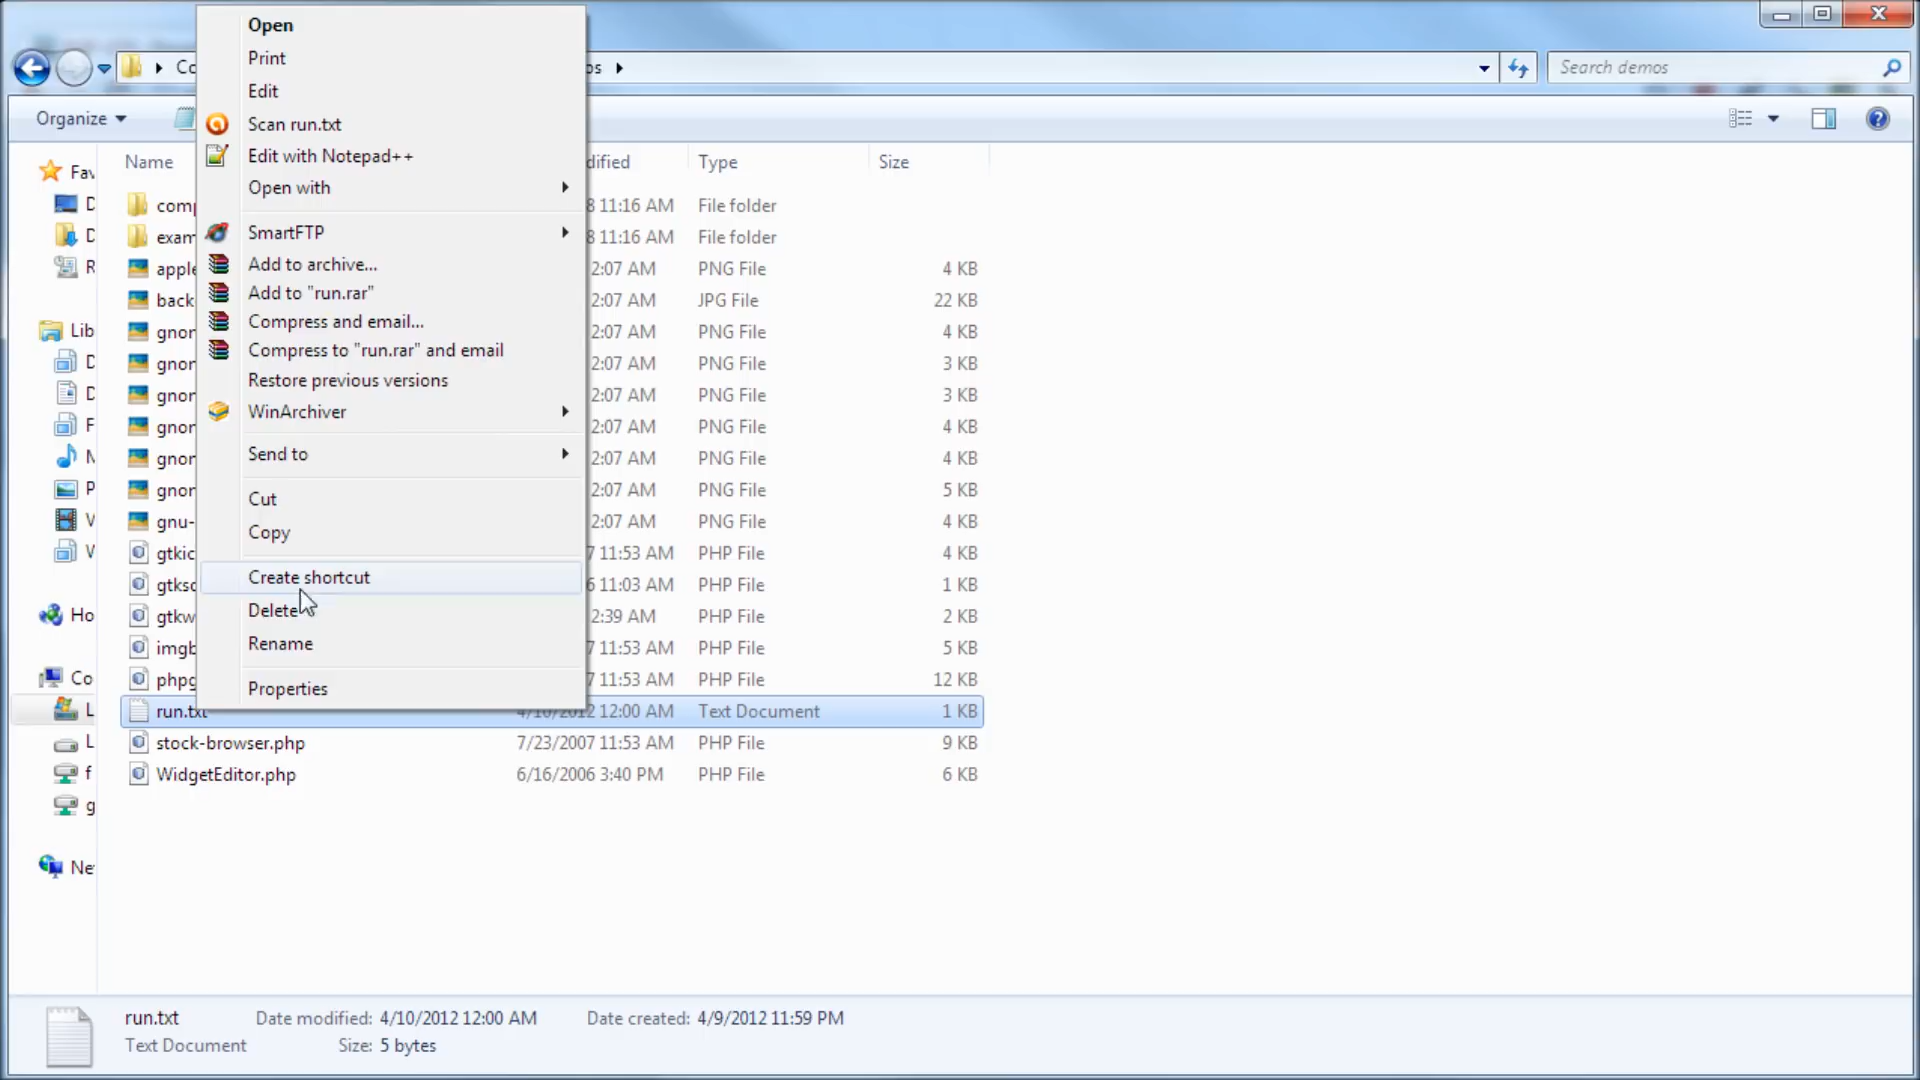 Co
os
Search demos
Organize
Name
dified
Type
Size
Open
Print
Edit
Scan run.txt
Edit with Notepad++
Open with
SmartFTP
Add to archive...
Add to "run.rar"
Compress and email...
Compress to "run.rar" and email
Restore previous versions
WinArchiver
Send to
Cut
Copy
Create shortcut
Delete
Rename
Properties
Fav
D
D
R
Lib
D
D
F
M
P
V
W
Ho
Co
L
L
f
g
Net
comp 8 11:16 AM File folder
exam 8 11:16 AM File folder
apple 2:07 AM PNG File 4 KB
back 2:07 AM JPG File 22 KB
gnon 2:07 AM PNG File 4 KB
gnon 2:07 AM PNG File 3 KB
gnon 2:07 AM PNG File 3 KB
gnon 2:07 AM PNG File 4 KB
gnon 2:07 AM PNG File 4 KB
gnon 2:07 AM PNG File 5 KB
gnu- 2:07 AM PNG File 4 KB
gtkic 7 11:53 AM PHP File 4 KB
gtksc 6 11:03 AM PHP File 1 KB
gtkw 2:39 AM PHP File 2 KB
imgb 7 11:53 AM PHP File 5 KB
phpg 7 11:53 AM PHP File 12 KB
run.txt 4/10/2012 12:00 AM Text Document 1 KB
stock-browser.php 7/23/2007 11:53 AM PHP File 9 KB
WidgetEditor.php 6/16/2006 3:40 PM PHP File 6 KB
run.txt Date modified: 4/10/2012 12:00 AM Date created: 4/9/2012 11:59 PM
Text Document Size: 5 bytes